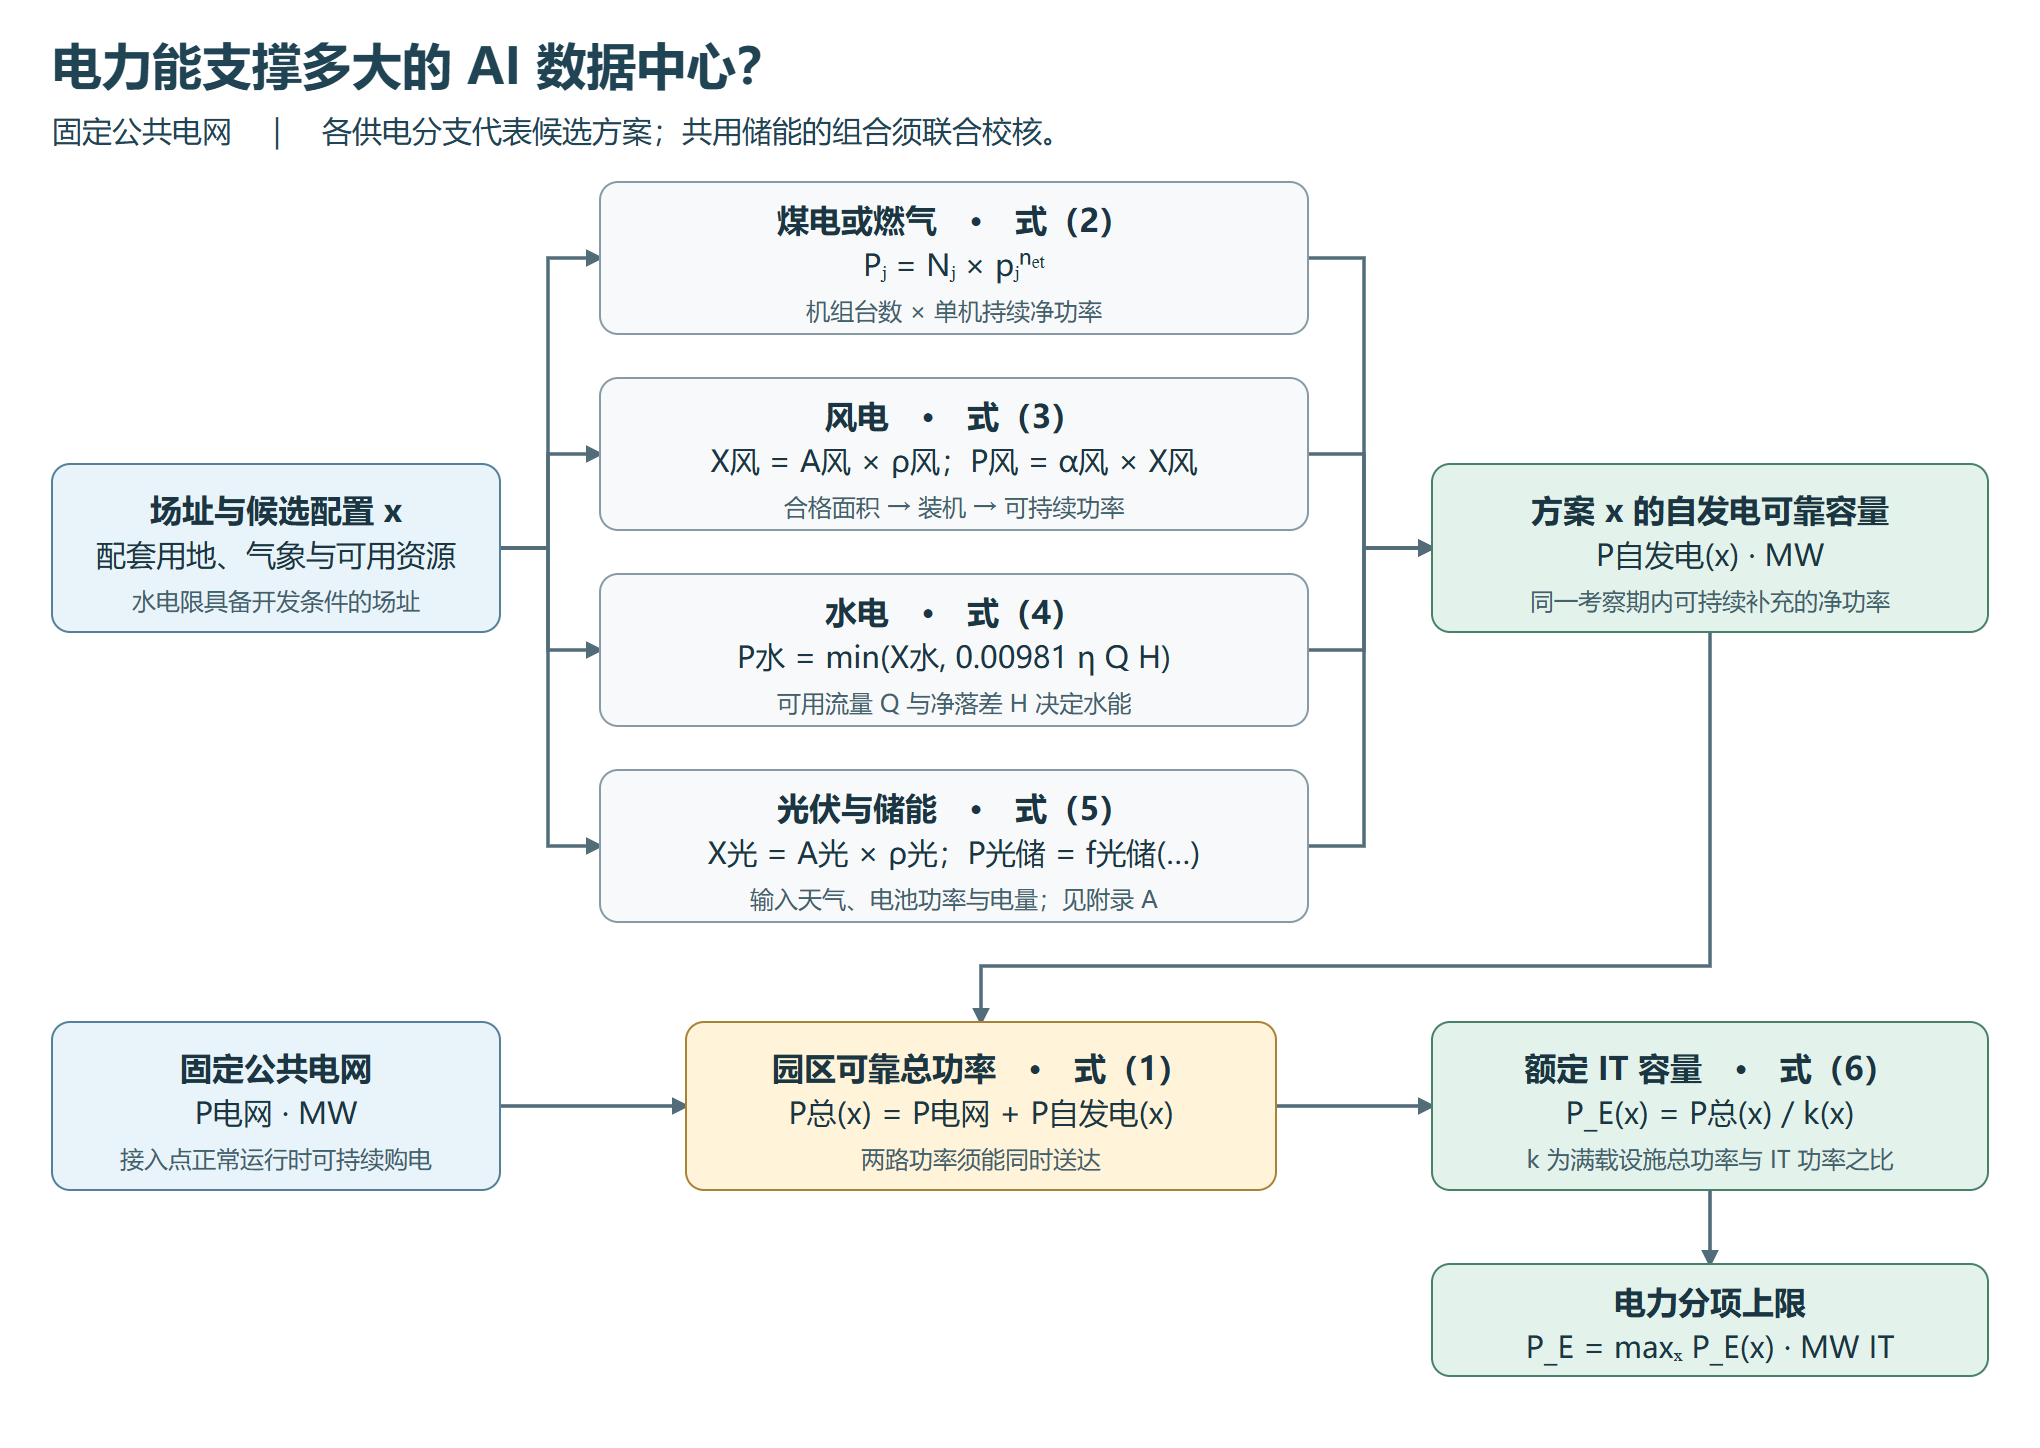 电力能支撑多大的 AI 数据中心？
固定公共电网 | 各供电分支代表候选方案；共用储能的组合须联合校核。
煤电或燃气 • 式（2）
Pⱼ = Nⱼ × pⱼⁿᵉᵗ
机组台数 × 单机持续净功率
风电 • 式（3）
X风 = A风 × ρ风；P风 = α风 × X风
合格面积 → 装机 → 可持续功率
场址与候选配置 x
配套用地、气象与可用资源
水电限具备开发条件的场址
方案 x 的自发电可靠容量
P自发电(x) · MW
同一考察期内可持续补充的净功率
水电 • 式（4）
P水 = min(X水, 0.00981 η Q H)
可用流量 Q 与净落差 H 决定水能
光伏与储能 • 式（5）
X光 = A光 × ρ光；P光储 = f光储(...)
输入天气、电池功率与电量；见附录 A
固定公共电网
P电网 · MW
接入点正常运行时可持续购电
园区可靠总功率 • 式（1）
P总(x) = P电网 + P自发电(x)
两路功率须能同时送达
额定 IT 容量 • 式（6）
P_E(x) = P总(x) / k(x)
k 为满载设施总功率与 IT 功率之比
电力分项上限
P_E = maxₓ P_E(x) · MW IT